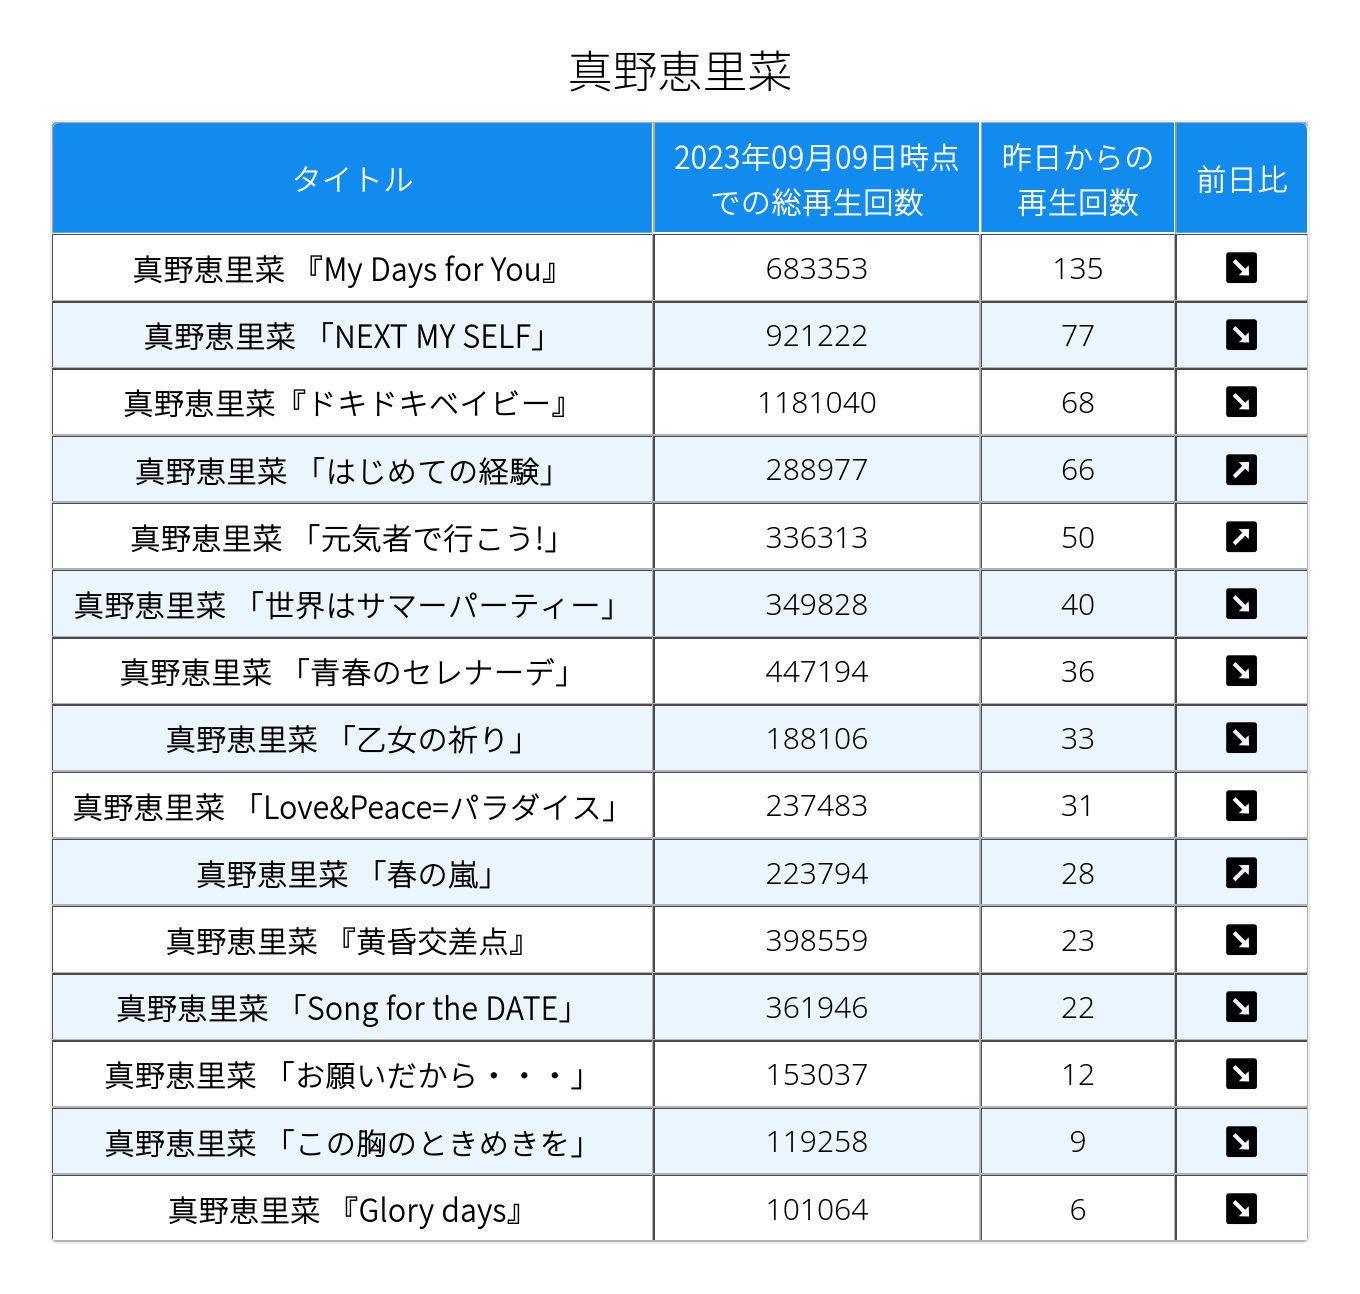 真野恵里菜
タイトル
2023年09月09日時点
での総再生回数
昨日からの
再生回数
前日比
真野恵里菜 『My Days for You』 683353 135 ↘
真野恵里菜 「NEXT MY SELF」 921222 77 ↘
真野恵里菜『ドキドキベイビー』 1181040 68 ↘
真野恵里菜 「はじめての経験」 288977 66 ↗
真野恵里菜 「元気者で行こう!」 336313 50 ↗
真野恵里菜 「世界はサマーパーティー」 349828 40 ↘
真野恵里菜 「青春のセレナーデ」 447194 36 ↘
真野恵里菜 「乙女の祈り」 188106 33 ↘
真野恵里菜 「Love&Peace=パラダイス」 237483 31 ↘
真野恵里菜 「春の嵐」 223794 28 ↗
真野恵里菜 『黄昏交差点』 398559 23 ↘
真野恵里菜 「Song for the DATE」 361946 22 ↘
真野恵里菜 「お願いだから・・・」 153037 12 ↘
真野恵里菜 「この胸のときめきを」 119258 9 ↘
真野恵里菜 『Glory days』 101064 6 ↘